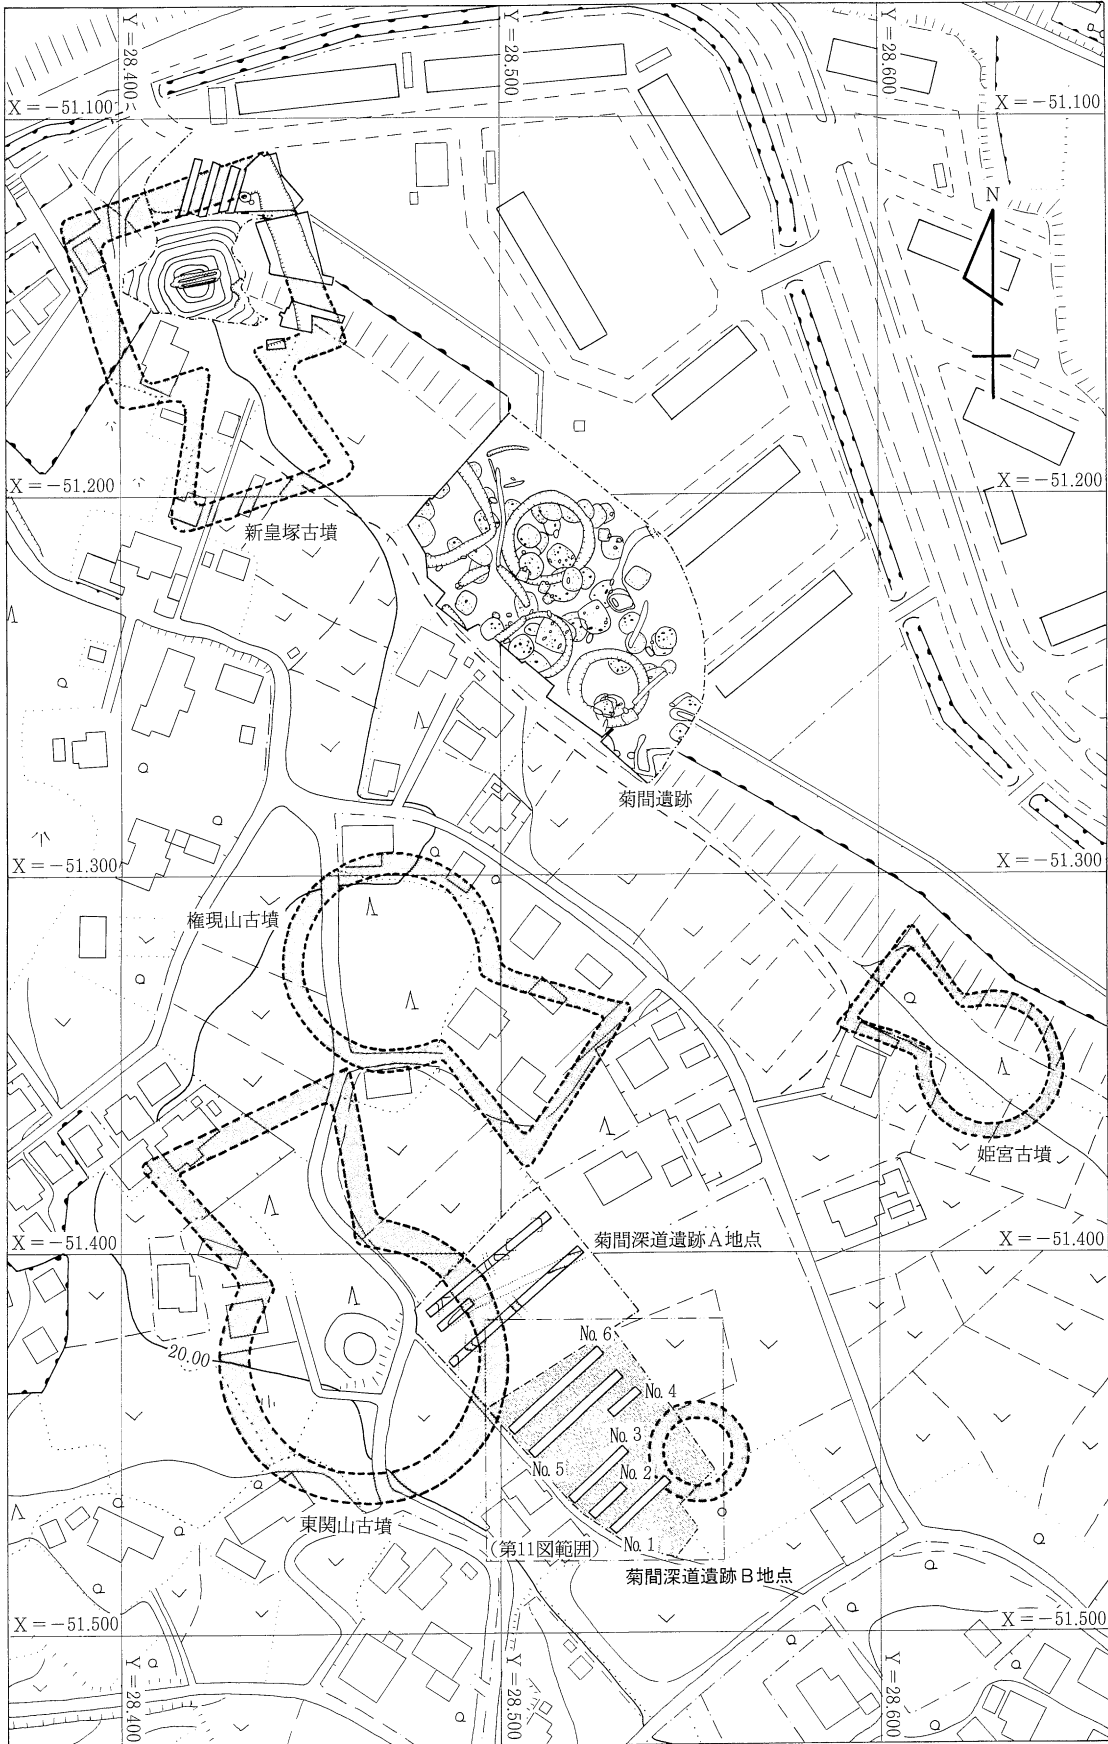 Y＝28.400
Y＝28.500
Y＝28.600
X＝−51.100
X＝−51.100
N
X＝−51.200
X＝−51.200
新皇塚古墳
菊間遺跡
X＝−51.300
X＝−51.300
権現山古墳
姫宮古墳
X＝−51.400
菊間深道遺跡A地点
X＝−51.400
20.00
No.6
No.4
No.3
No.5
No.2
東関山古墳
No.1
(第11図範囲)
菊間深道遺跡B地点
X＝−51.500
X＝−51.500
Y＝28.400
Y＝28.500
Y＝28.600